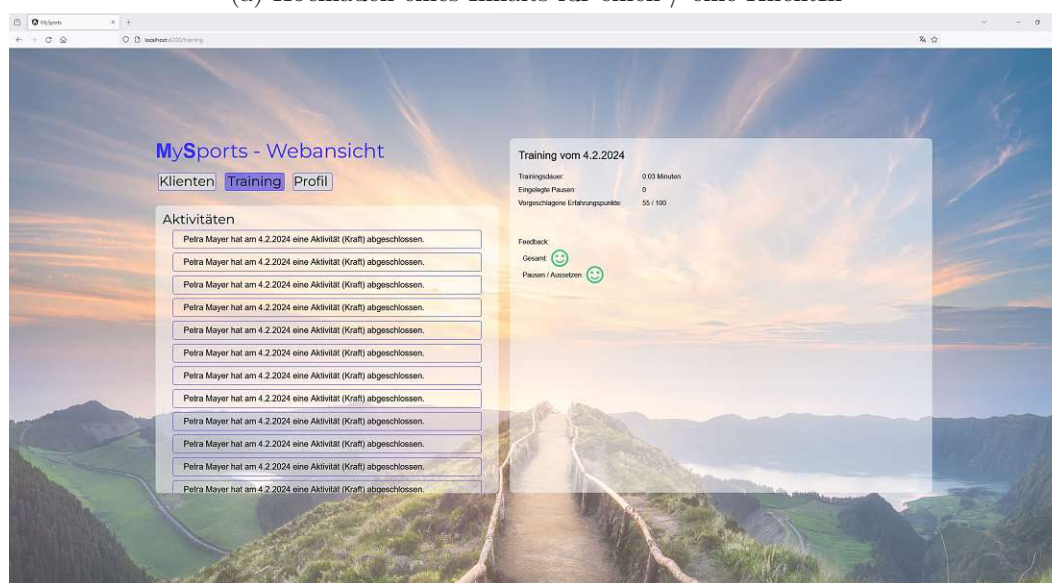 (a) Hochladen eines Inhalts für einen / eine KlientIn
MySports
localhost:4200/training
MySports - Webansicht
Klienten Training Profil
Aktivitäten
Petra Mayer hat am 4.2.2024 eine Aktivität (Kraft) abgeschlossen.
Petra Mayer hat am 4.2.2024 eine Aktivität (Kraft) abgeschlossen.
Petra Mayer hat am 4.2.2024 eine Aktivität (Kraft) abgeschlossen.
Petra Mayer hat am 4.2.2024 eine Aktivität (Kraft) abgeschlossen.
Petra Mayer hat am 4.2.2024 eine Aktivität (Kraft) abgeschlossen.
Petra Mayer hat am 4.2.2024 eine Aktivität (Kraft) abgeschlossen.
Petra Mayer hat am 4.2.2024 eine Aktivität (Kraft) abgeschlossen.
Petra Mayer hat am 4.2.2024 eine Aktivität (Kraft) abgeschlossen.
Petra Mayer hat am 4.2.2024 eine Aktivität (Kraft) abgeschlossen.
Petra Mayer hat am 4.2.2024 eine Aktivität (Kraft) abgeschlossen.
Petra Mayer hat am 4.2.2024 eine Aktivität (Kraft) abgeschlossen.
Petra Mayer hat am 4.2.2024 eine Aktivität (Kraft) abgeschlossen.
Training vom 4.2.2024
Trainingsdauer: 0:03 Minuten
Eingelegte Pausen: 0
Vorgeschlagene Erfahrungspunkte: 55 / 100
Feedback:
Gesamt:
Pausen / Aussetzen: